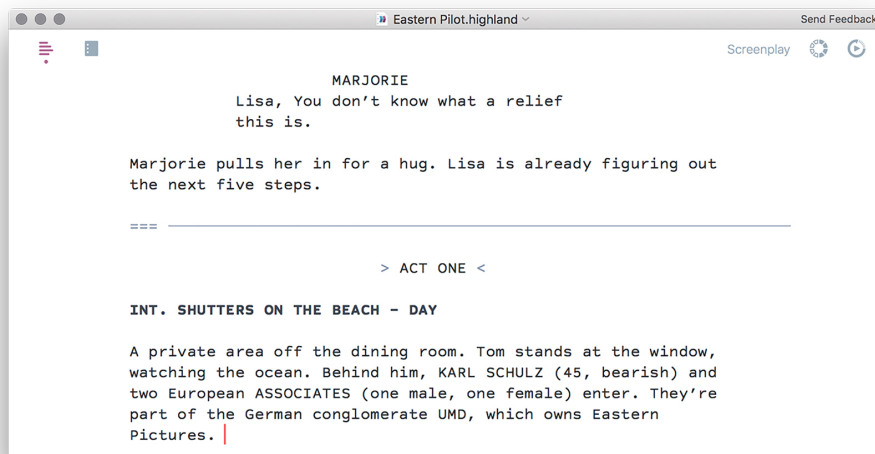 Eastern Pilot.highland
Send Feedback
Screenplay
MARJORIE
Lisa, You don’t know what a relief
this is.
Marjorie pulls her in for a hug. Lisa is already figuring out
the next five steps.
===
> ACT ONE <
INT. SHUTTERS ON THE BEACH – DAY
A private area off the dining room. Tom stands at the window,
watching the ocean. Behind him, KARL SCHULZ (45, bearish) and
two European ASSOCIATES (one male, one female) enter. They’re
part of the German conglomerate UMD, which owns Eastern
Pictures.